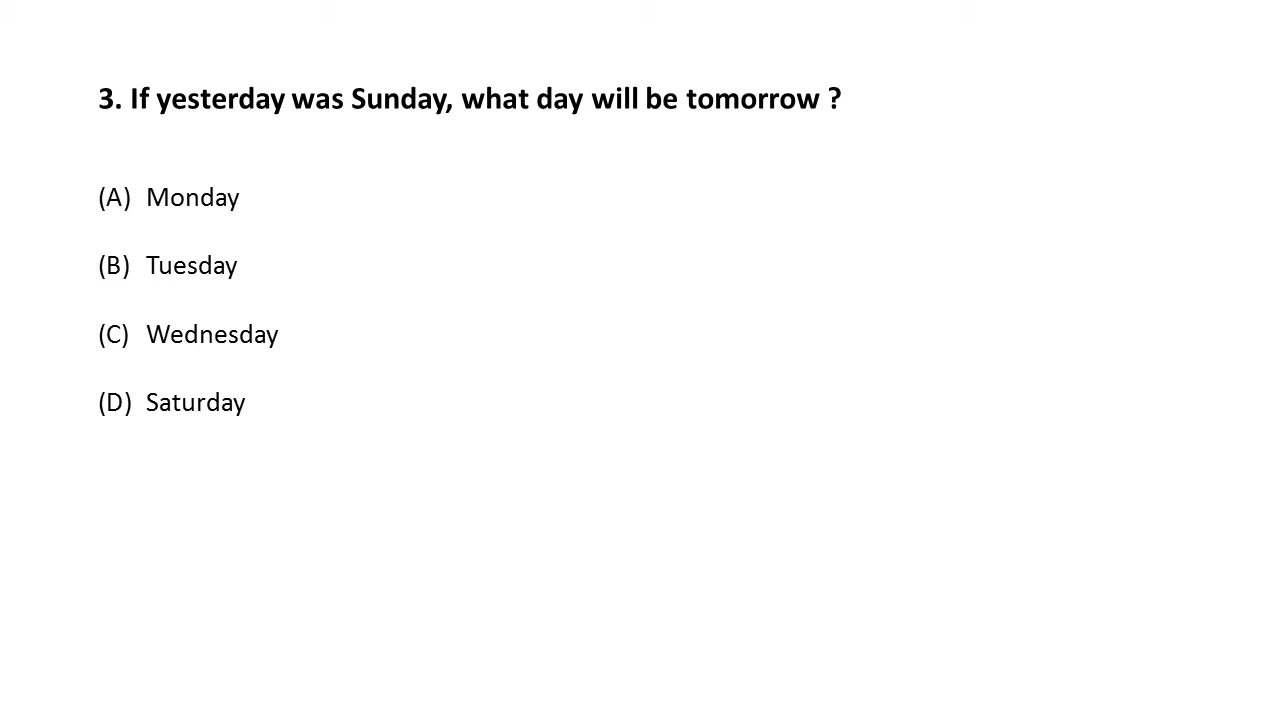 3. If yesterday was Sunday, what day will be tomorrow ?
(A) Monday
(B) Tuesday
(C) Wednesday
(D) Saturday